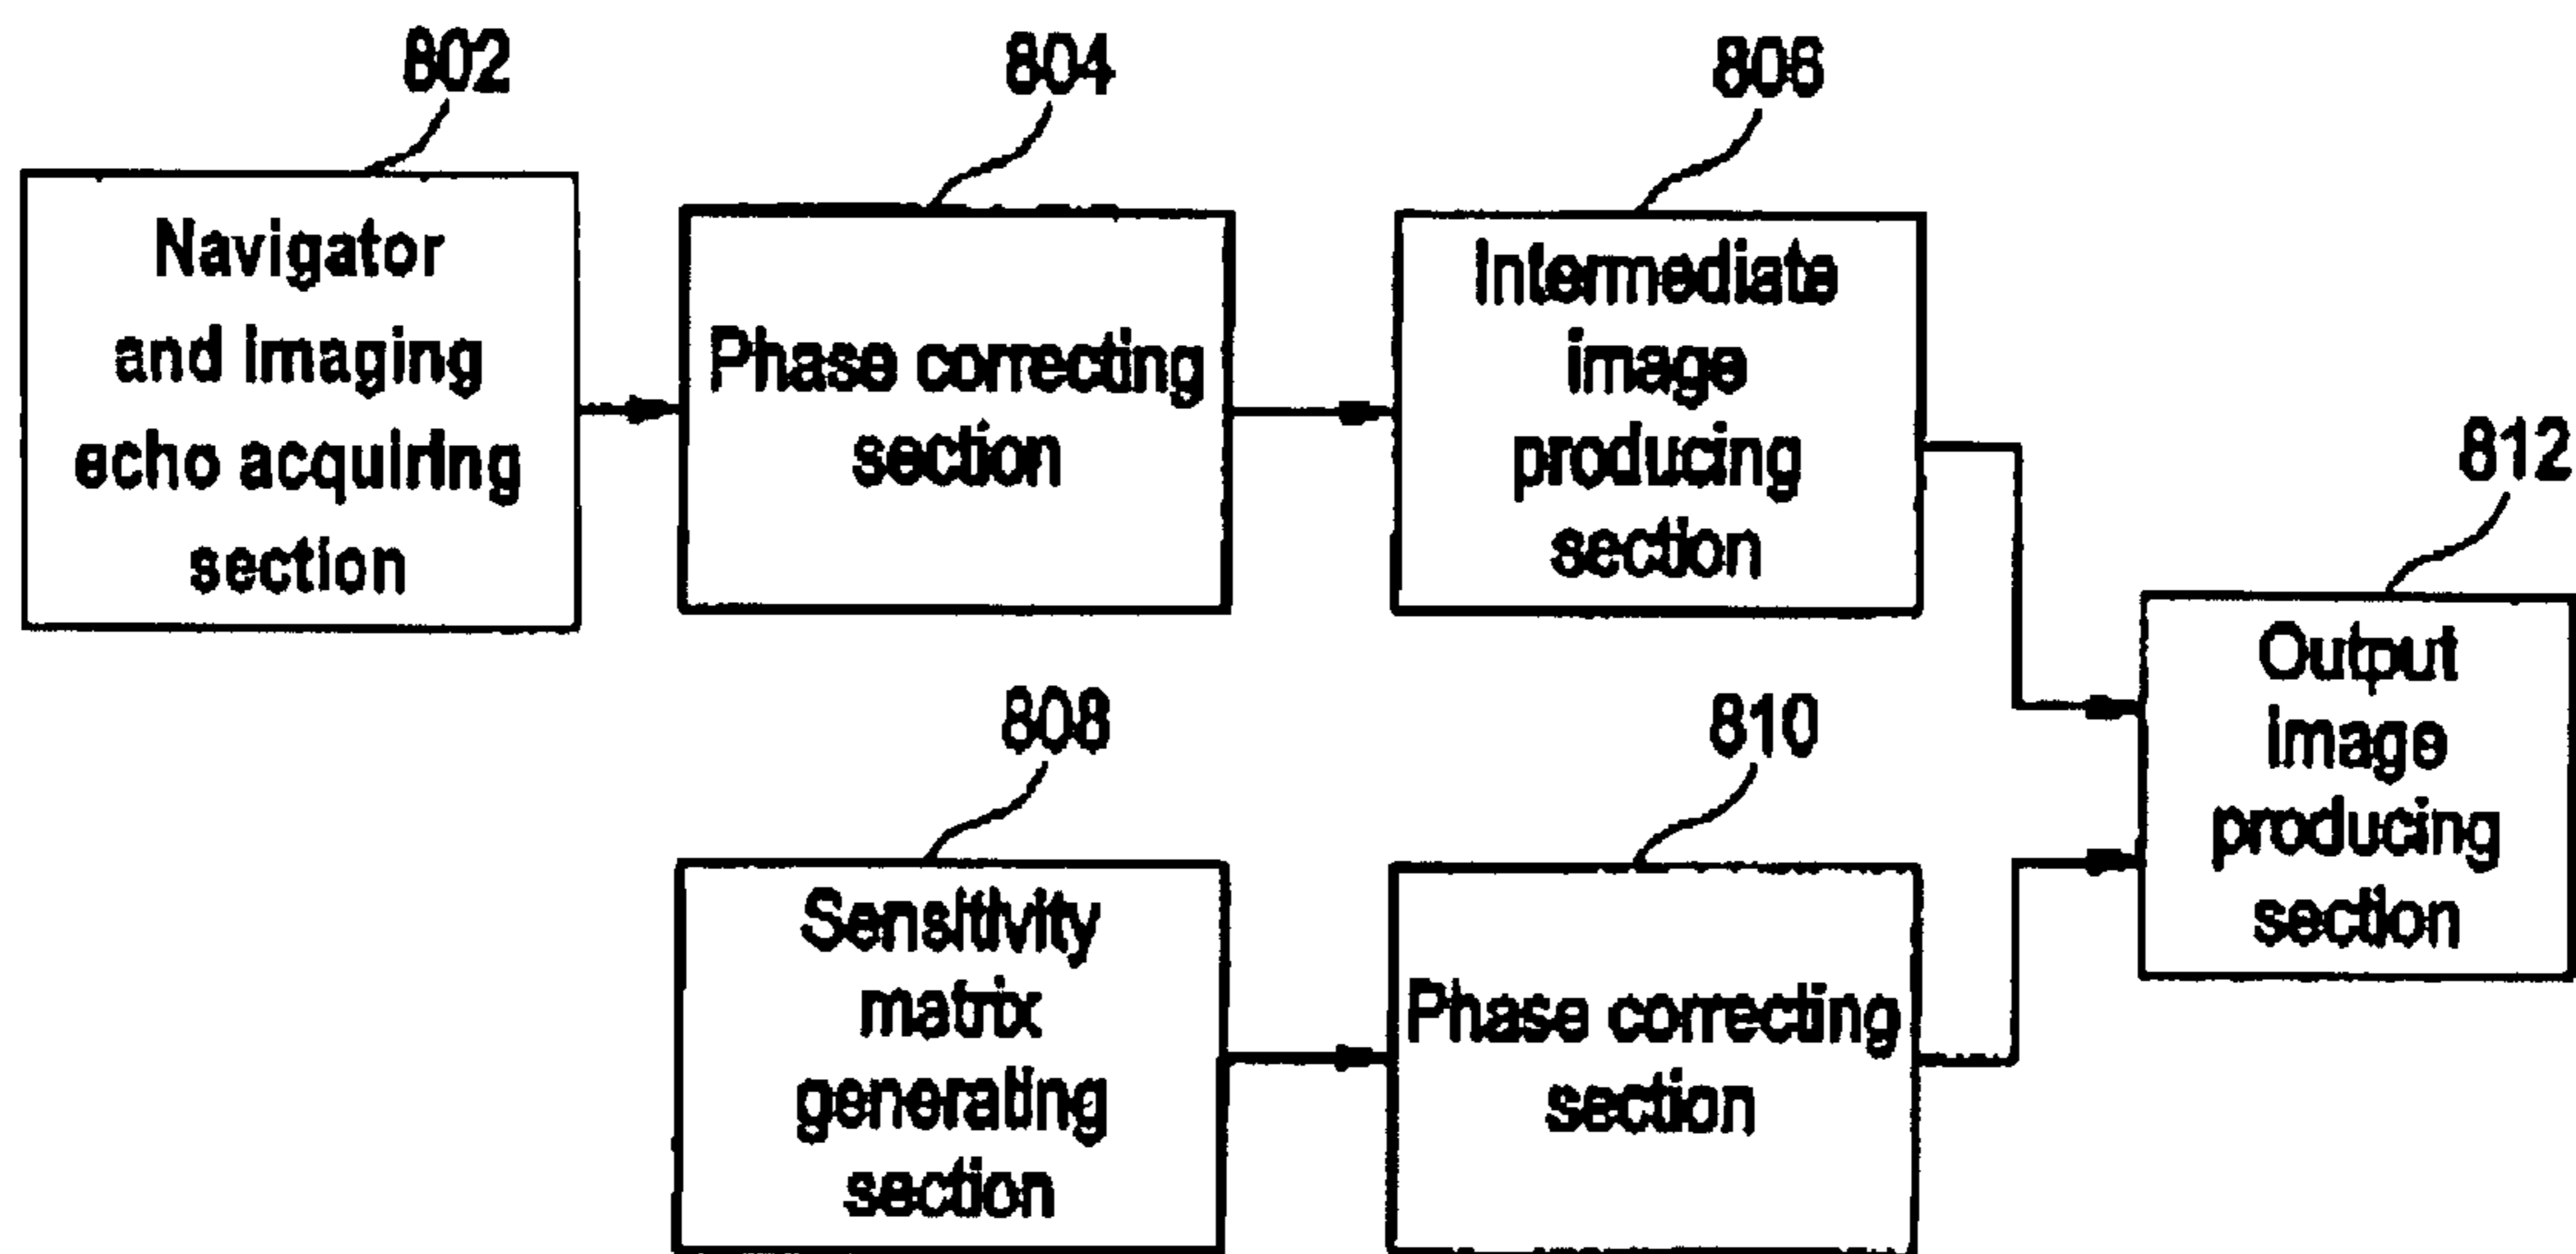 802
Navigator
and imaging
echo acquiring
section
804
Phase correcting
section
806
Intermediate
image
producing
section
808
Sensitivity
matrix
generating
section
810
Phase correcting
section
812
Output
image
producing
section